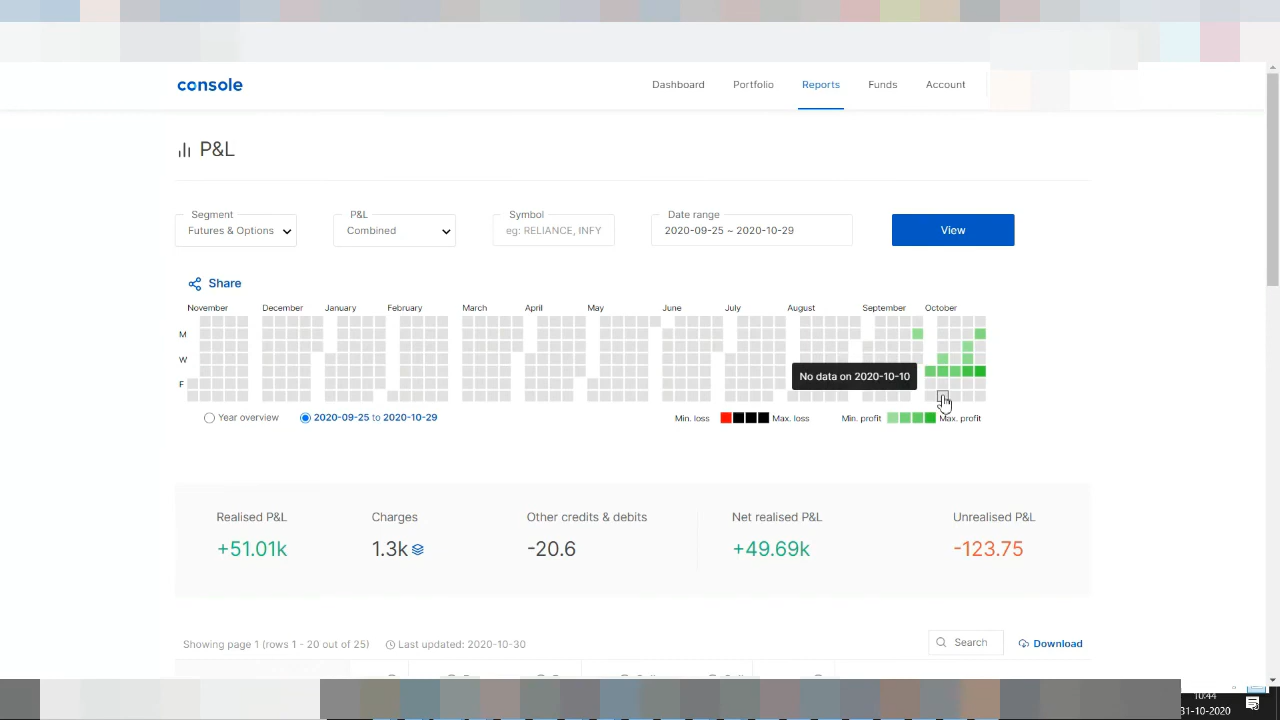 console
Dashboard Portfolio Reports Funds Account
P&L
Segment P&L Symbol Date range
Futures & Options Combined eg: RELIANCE, INFY 2020-09-25 ~ 2020-10-29 View
Share
November December January February March April May June July August September October
M
W
F
No data on 2020-10-10
Year overview 2020-09-25 to 2020-10-29 Min. loss Max. loss Min. profit Max. profit
Realised P&L Charges Other credits & debits Net realised P&L Unrealised P&L
+51.01k 1.3k -20.6 +49.69k -123.75
Showing page 1 (rows 1 - 20 out of 25) Last updated: 2020-10-30 Search Download
10:44
31-10-2020